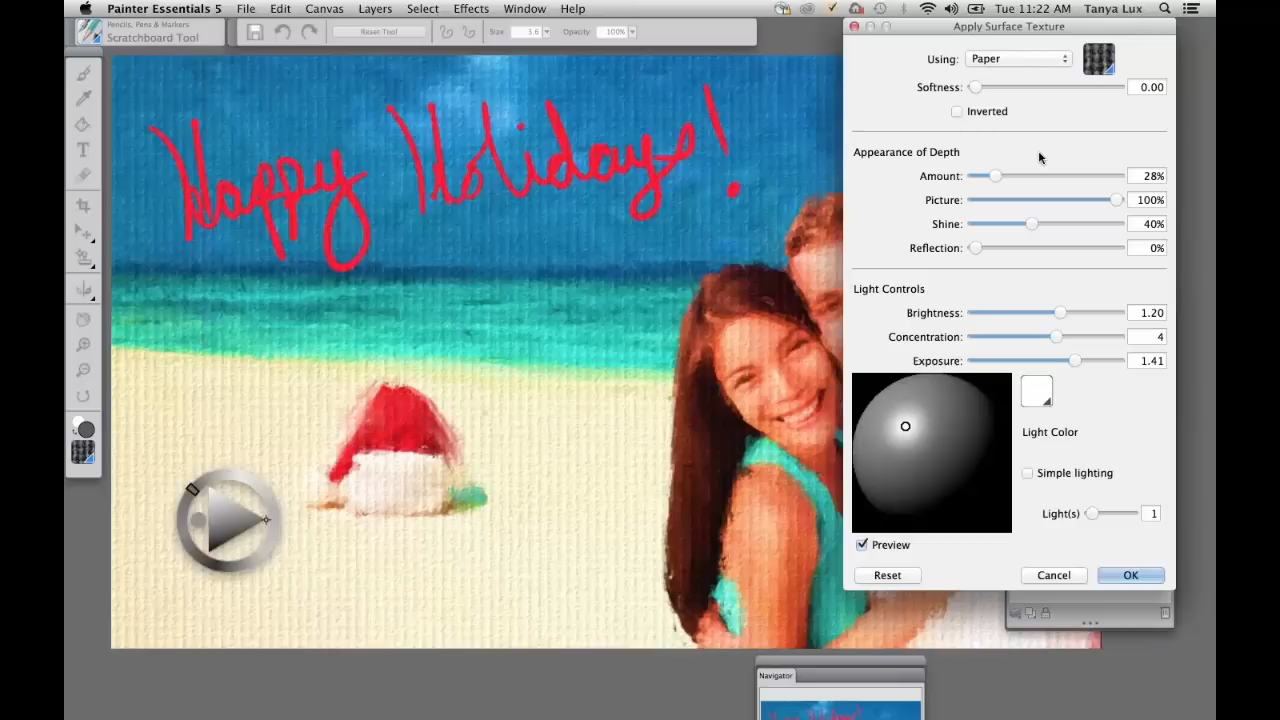 Painter Essentials 5 File Edit Canvas Layers Select Effects Window Help Tue 11:22 AM Tanya Lux
Pencils, Pens & Markers
Scratchboard Tool
Reset Tool Size 3.6 Opacity 100%
Happy Holidays!
Apply Surface Texture
Using: Paper
Softness: 0.00
Inverted
Appearance of Depth
Amount: 28%
Picture: 100%
Shine: 40%
Reflection: 0%
Light Controls
Brightness: 1.20
Concentration: 4
Exposure: 1.41
Light Color
Simple lighting
Light(s) 1
Preview
Reset Cancel OK
Navigator